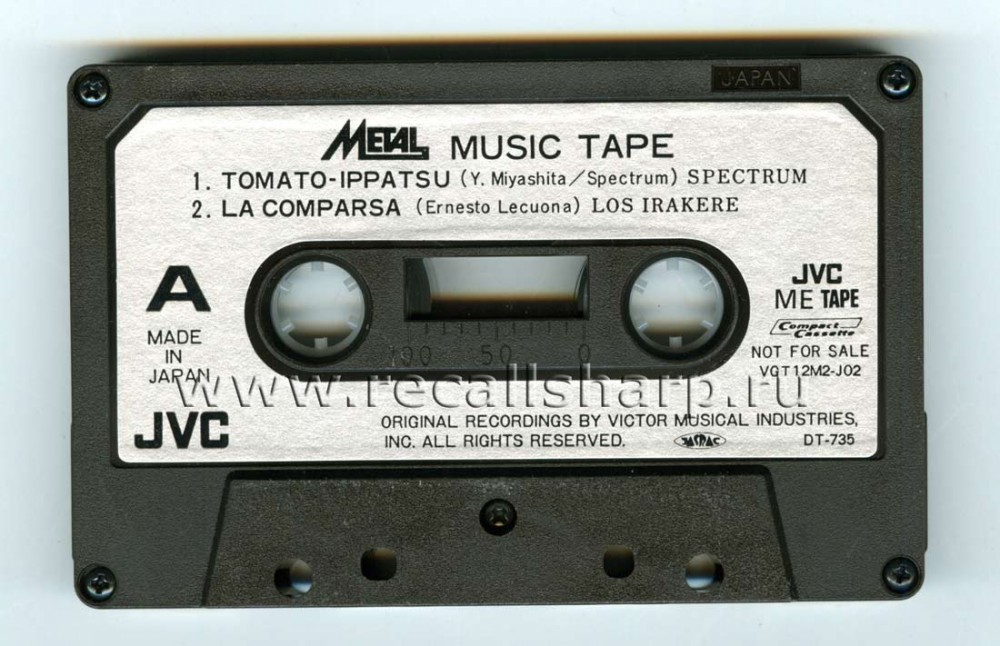 JAPAN
METAL MUSIC TAPE
1. TOMATO-IPPATSU (Y. Miyashita/Spectrum) SPECTRUM
2. LA COMPARSA (Ernesto Lecuona) LOS IRAKERE
A
MADE
IN
JAPAN
JVC
100 50 0
JVC
ME TAPE
Compact
Cassette
NOT FOR SALE
VGT12M2-J02
www.recallsharp.ru
ORIGINAL RECORDINGS BY VICTOR MUSICAL INDUSTRIES,
INC. ALL RIGHTS RESERVED.
JASRAC
DT-735